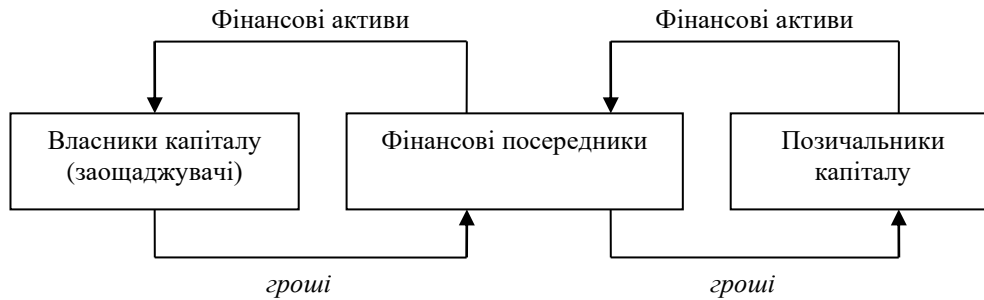 Фінансові активи
Фінансові активи
Власники капіталу
(заощаджувачі)
Фінансові посередники
Позичальники
капіталу
гроші
гроші